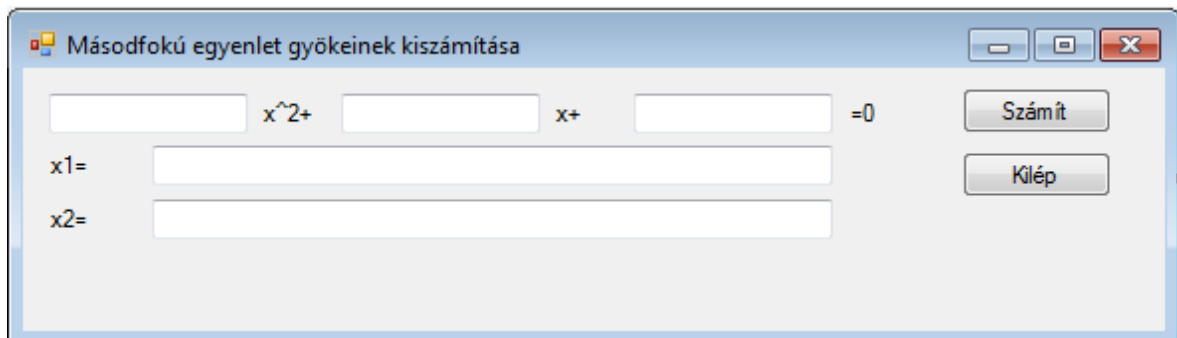 Másodfokú egyenlet gyökeinek kiszámítása
x^2+ x+ =0 Számít
x1= Kilép
x2=